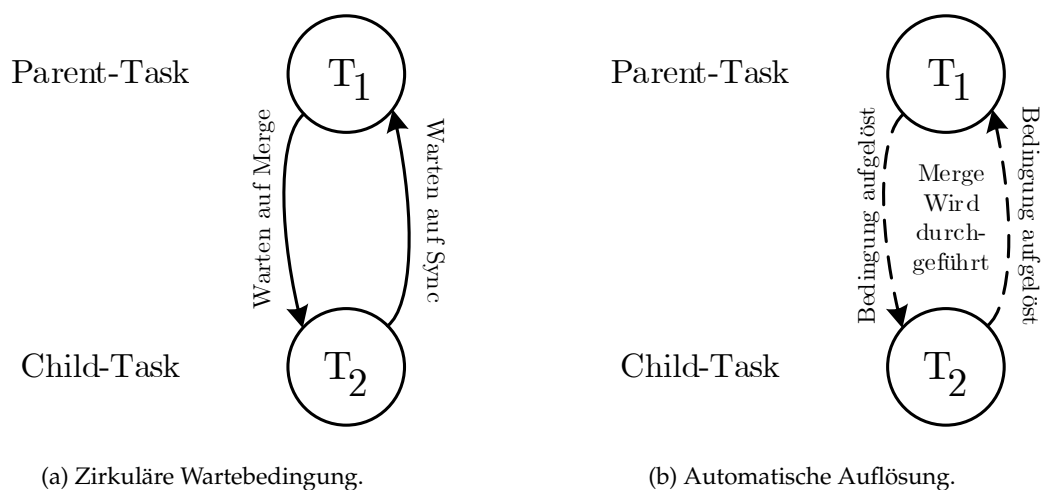 Parent-Task
T1
Warten auf Merge
Warten auf Sync
Child-Task
T2
(a) Zirkuläre Wartebedingung.
Parent-Task
T1
Bedingung aufgelöst
Merge
Wird
durch-
geführt
Bedingung aufgelöst
Child-Task
T2
(b) Automatische Auflösung.